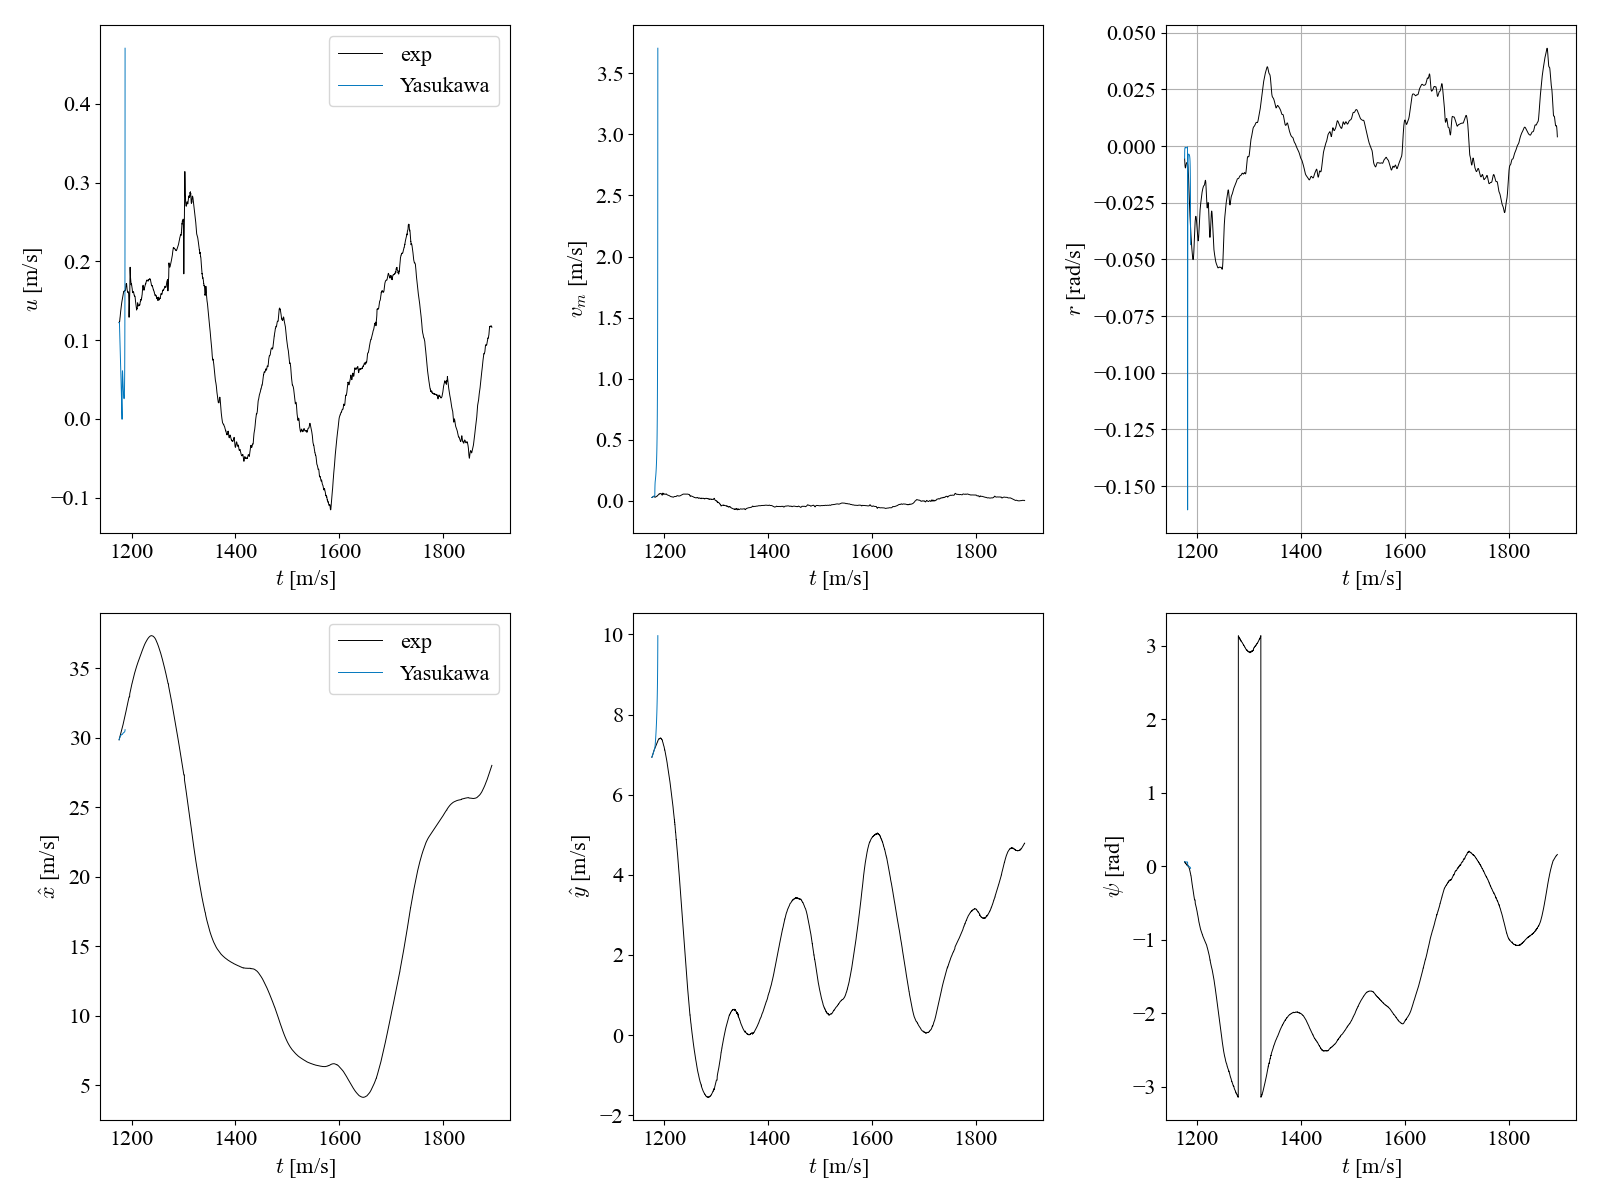 exp
Yasukawa
0.4
0.3
0.2
0.1
0.0
−0.1
u [m/s]
1200 1400 1600 1800
t [m/s]
3.5
3.0
2.5
2.0
1.5
1.0
0.5
0.0
v_m [m/s]
1200 1400 1600 1800
t [m/s]
0.050
0.025
0.000
−0.025
−0.050
−0.075
−0.100
−0.125
−0.150
r [rad/s]
1200 1400 1600 1800
t [m/s]
exp
Yasukawa
35
30
25
20
15
10
5
x̂ [m/s]
1200 1400 1600 1800
t [m/s]
10
8
6
4
2
0
−2
ŷ [m/s]
1200 1400 1600 1800
t [m/s]
3
2
1
0
−1
−2
−3
ψ [rad]
1200 1400 1600 1800
t [m/s]